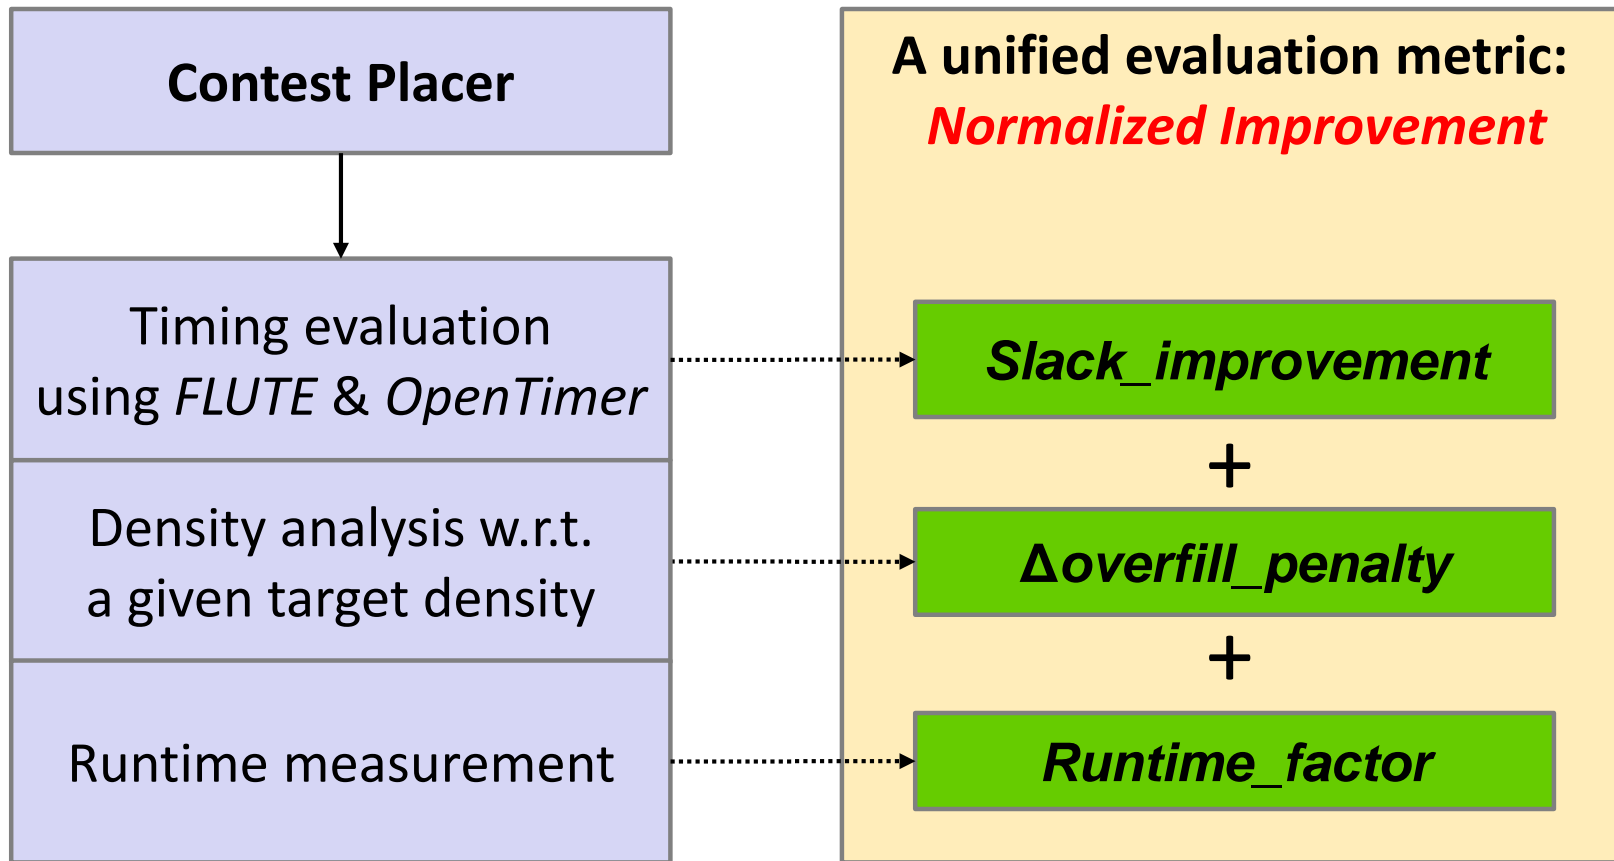 Contest Placer
Timing evaluation
using FLUTE & OpenTimer
Density analysis w.r.t.
a given target density
Runtime measurement
A unified evaluation metric:
Normalized Improvement
Slack_improvement
+
Δoverfill_penalty
+
Runtime_factor